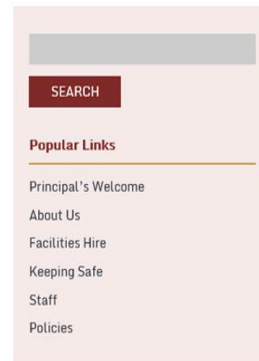 SEARCH
Popular Links
Principal's Welcome
About Us
Facilities Hire
Keeping Safe
Staff
Policies